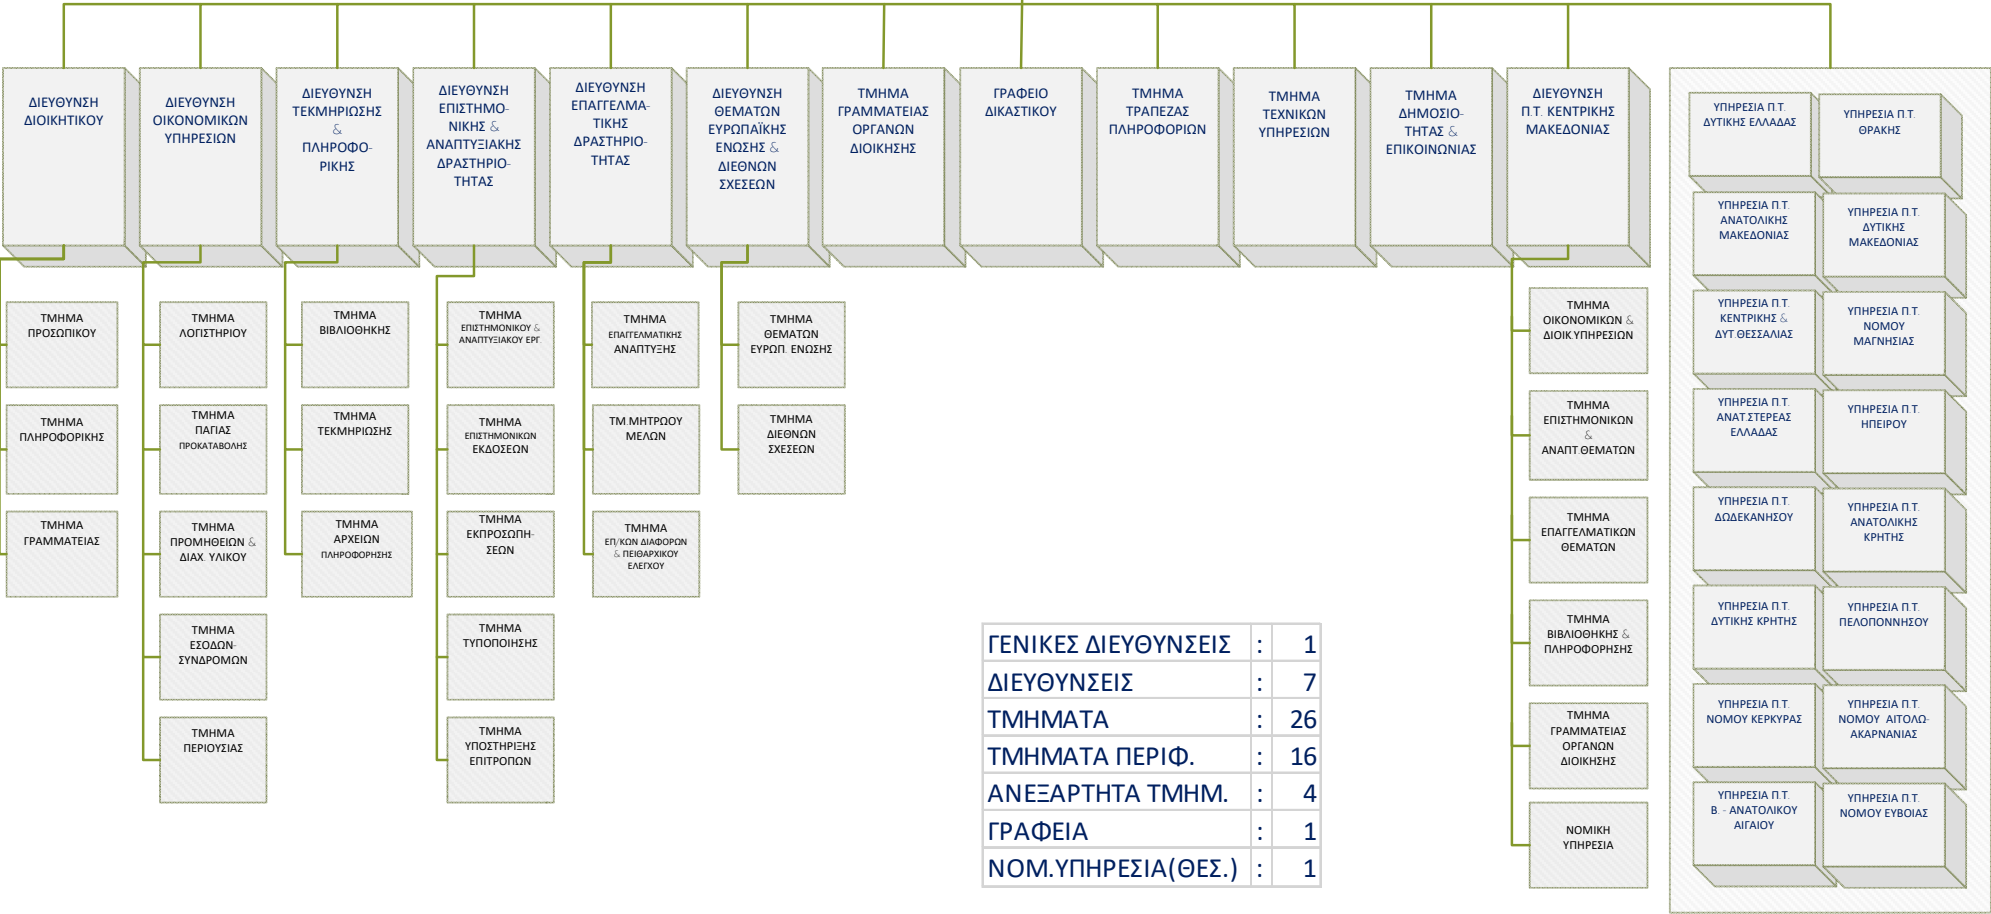 ΔΙΕΥΘΥΝΣΗ
ΔΙΟΙΚΗΤΙΚΟΥ
ΔΙΕΥΘΥΝΣΗ
ΟΙΚΟΝΟΜΙΚΩΝ
ΥΠΗΡΕΣΙΩΝ
ΔΙΕΥΘΥΝΣΗ
ΤΕΚΜΗΡΙΩΣΗΣ
&
ΠΛΗΡΟΦΟ-
ΡΙΚΗΣ
ΔΙΕΥΘΥΝΣΗ
ΕΠΙΣΤΗΜΟ-
ΝΙΚΗΣ &
ΑΝΑΠΤΥΞΙΑΚΗΣ
ΔΡΑΣΤΗΡΙΟ-
ΤΗΤΑΣ
ΔΙΕΥΘΥΝΣΗ
ΕΠΑΓΓΕΛΜΑ-
ΤΙΚΗΣ
ΔΡΑΣΤΗΡΙΟ-
ΤΗΤΑΣ
ΔΙΕΥΘΥΝΣΗ
ΘΕΜΑΤΩΝ
ΕΥΡΩΠΑΪΚΗΣ
ΕΝΩΣΗΣ &
ΔΙΕΘΝΩΝ
ΣΧΕΣΕΩΝ
ΤΜΗΜΑ
ΓΡΑΜΜΑΤΕΙΑΣ
ΟΡΓΑΝΩΝ
ΔΙΟΙΚΗΣΗΣ
ΓΡΑΦΕΙΟ
ΔΙΚΑΣΤΙΚΟΥ
ΤΜΗΜΑ
ΤΡΑΠΕΖΑΣ
ΠΛΗΡΟΦΟΡΙΩΝ
ΤΜΗΜΑ
ΤΕΧΝΙΚΩΝ
ΥΠΗΡΕΣΙΩΝ
ΤΜΗΜΑ
ΔΗΜΟΣΙΟ-
ΤΗΤΑΣ &
ΕΠΙΚΟΙΝΩΝΙΑΣ
ΔΙΕΥΘΥΝΣΗ
Π.Τ. ΚΕΝΤΡΙΚΗΣ
ΜΑΚΕΔΟΝΙΑΣ
ΤΜΗΜΑ
ΠΡΟΣΩΠΙΚΟΥ
ΤΜΗΜΑ
ΠΛΗΡΟΦΟΡΙΚΗΣ
ΤΜΗΜΑ
ΓΡΑΜΜΑΤΕΙΑΣ
ΤΜΗΜΑ
ΛΟΓΙΣΤΗΡΙΟΥ
ΤΜΗΜΑ
ΠΑΓΙΑΣ
ΠΡΟΚΑΤΑΒΟΛΗΣ
ΤΜΗΜΑ
ΠΡΟΜΗΘΕΙΩΝ &
ΔΙΑΧ. ΥΛΙΚΟΥ
ΤΜΗΜΑ
ΕΣΟΔΩΝ-
ΣΥΝΔΡΟΜΩΝ
ΤΜΗΜΑ
ΠΕΡΙΟΥΣΙΑΣ
ΤΜΗΜΑ
ΒΙΒΛΙΟΘΗΚΗΣ
ΤΜΗΜΑ
ΤΕΚΜΗΡΙΩΣΗΣ
ΤΜΗΜΑ
ΑΡΧΕΙΩΝ
ΠΛΗΡΟΦΟΡΗΣΗΣ
ΤΜΗΜΑ
ΕΠΙΣΤΗΜΟΝΙΚΟΥ &
ΑΝΑΠΤΥΞΙΑΚΟΥ ΕΡΓ.
ΤΜΗΜΑ
ΕΠΙΣΤΗΜΟΝΙΚΩΝ
ΕΚΔΟΣΕΩΝ
ΤΜΗΜΑ
ΕΚΠΡΟΣΩΠΗ-
ΣΕΩΝ
ΤΜΗΜΑ
ΤΥΠΟΠΟΙΗΣΗΣ
ΤΜΗΜΑ
ΥΠΟΣΤΗΡΙΞΗΣ
ΕΠΙΤΡΟΠΩΝ
ΤΜΗΜΑ
ΕΠΑΓΓΕΛΜΑΤΙΚΗΣ
ΑΝΑΠΤΥΞΗΣ
ΤΜ.ΜΗΤΡΩΟΥ
ΜΕΛΩΝ
ΤΜΗΜΑ
ΕΠ/ΚΩΝ ΔΙΑΦΟΡΩΝ
& ΠΕΙΘΑΡΧΙΚΟΥ
ΕΛΕΓΧΟΥ
ΤΜΗΜΑ
ΘΕΜΑΤΩΝ
ΕΥΡΩΠ. ΕΝΩΣΗΣ
ΤΜΗΜΑ
ΔΙΕΘΝΩΝ
ΣΧΕΣΕΩΝ
ΤΜΗΜΑ
ΟΙΚΟΝΟΜΙΚΩΝ &
ΔΙΟΙΚ.ΥΠΗΡΕΣΙΩΝ
ΤΜΗΜΑ
ΕΠΙΣΤΗΜΟΝΙΚΩΝ
&
ΑΝΑΠΤ.ΘΕΜΑΤΩΝ
ΤΜΗΜΑ
ΕΠΑΓΓΕΛΜΑΤΙΚΩΝ
ΘΕΜΑΤΩΝ
ΤΜΗΜΑ
ΒΙΒΛΙΟΘΗΚΗΣ &
ΠΛΗΡΟΦΟΡΗΣΗΣ
ΤΜΗΜΑ
ΓΡΑΜΜΑΤΕΙΑΣ
ΟΡΓΑΝΩΝ
ΔΙΟΙΚΗΣΗΣ
ΝΟΜΙΚΗ
ΥΠΗΡΕΣΙΑ
ΥΠΗΡΕΣΙΑ Π.Τ.
ΔΥΤΙΚΗΣ ΕΛΛΑΔΑΣ
ΥΠΗΡΕΣΙΑ Π.Τ.
ΘΡΑΚΗΣ
ΥΠΗΡΕΣΙΑ Π.Τ.
ΑΝΑΤΟΛΙΚΗΣ
ΜΑΚΕΔΟΝΙΑΣ
ΥΠΗΡΕΣΙΑ Π.Τ.
ΔΥΤΙΚΗΣ
ΜΑΚΕΔΟΝΙΑΣ
ΥΠΗΡΕΣΙΑ Π.Τ.
ΚΕΝΤΡΙΚΗΣ &
ΔΥΤ.ΘΕΣΣΑΛΙΑΣ
ΥΠΗΡΕΣΙΑ Π.Τ.
ΝΟΜΟΥ
ΜΑΓΝΗΣΙΑΣ
ΥΠΗΡΕΣΙΑ Π.Τ.
ΑΝΑΤ.ΣΤΕΡΕΑΣ
ΕΛΛΑΔΑΣ
ΥΠΗΡΕΣΙΑ Π.Τ.
ΗΠΕΙΡΟΥ
ΥΠΗΡΕΣΙΑ Π.Τ.
ΔΩΔΕΚΑΝΗΣΟΥ
ΥΠΗΡΕΣΙΑ Π.Τ.
ΑΝΑΤΟΛΙΚΗΣ
ΚΡΗΤΗΣ
ΥΠΗΡΕΣΙΑ Π.Τ.
ΔΥΤΙΚΗΣ ΚΡΗΤΗΣ
ΥΠΗΡΕΣΙΑ Π.Τ.
ΠΕΛΟΠΟΝΝΗΣΟΥ
ΥΠΗΡΕΣΙΑ Π.Τ.
ΝΟΜΟΥ ΚΕΡΚΥΡΑΣ
ΥΠΗΡΕΣΙΑ Π.Τ.
ΝΟΜΟΥ ΑΙΤΟΛΩ-
ΑΚΑΡΝΑΝΙΑΣ
ΥΠΗΡΕΣΙΑ Π.Τ.
Β. - ΑΝΑΤΟΛΙΚΟΥ
ΑΙΓΑΙΟΥ
ΥΠΗΡΕΣΙΑ Π.Τ.
ΝΟΜΟΥ ΕΥΒΟΙΑΣ
ΓΕΝΙΚΕΣ ΔΙΕΥΘΥΝΣΕΙΣ : 1
ΔΙΕΥΘΥΝΣΕΙΣ : 7
ΤΜΗΜΑΤΑ : 26
ΤΜΗΜΑΤΑ ΠΕΡΙΦ. : 16
ΑΝΕΞΑΡΤΗΤΑ ΤΜΗΜ. : 4
ΓΡΑΦΕΙΑ : 1
ΝΟΜ.ΥΠΗΡΕΣΙΑ(ΘΕΣ.) : 1